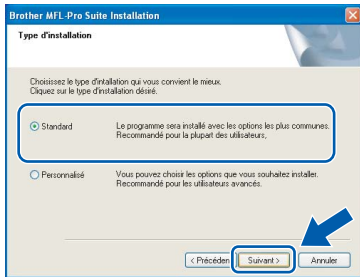 Brother MFL-Pro Suite Installation
Type d'installation
Choisissez le type d'intallation qui vous convient le mieux.
Cliquez sur le type d'installation désiré.
Standard
Le programme sera installé avec les options les plus communes.
Recommandé pour la plupart des utilisateurs,
Personnalisé
Vous pouvez choisir les options que vous souhaitez installer.
Recommandé pour les utilisateurs avancés.
< Précéden
Suivant >
Annuler